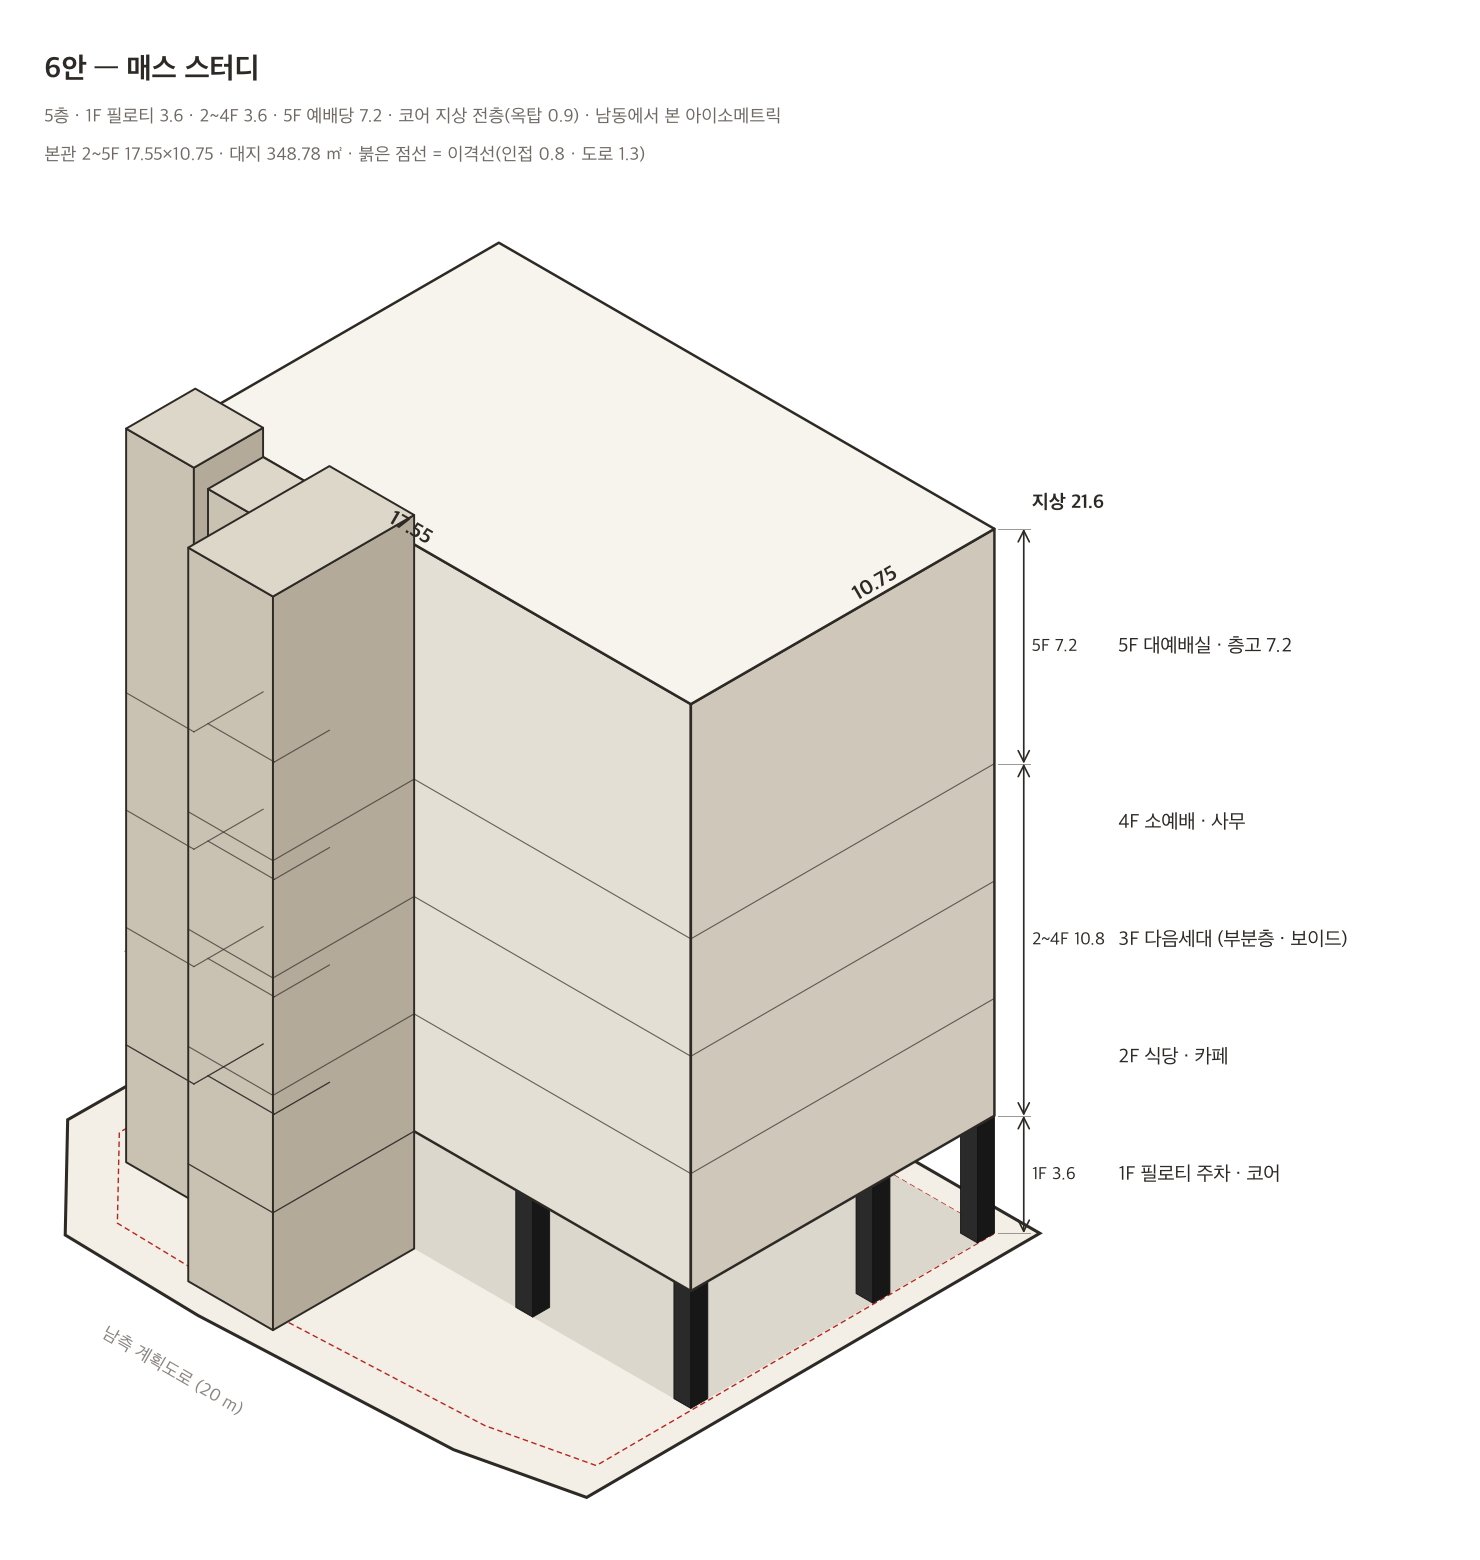 6안 — 매스 스터디
5층 · 1F 필로티 3.6 · 2~4F 3.6 · 5F 예배당 7.2 · 코어 지상 전층(옥탑 0.9) · 남동에서 본 아이소메트릭
본관 2~5F 17.55×10.75 · 대지 348.78 ㎡ · 붉은 점선 = 이격선(인접 0.8 · 도로 1.3)
지상 21.6
17.55
10.75
5F 7.2 5F 대예배실 · 층고 7.2
4F 소예배 · 사무
2~4F 10.8 3F 다음세대 (부분층 · 보이드)
2F 식당 · 카페
1F 3.6 1F 필로티 주차 · 코어
남측 계획도로 (20 m)